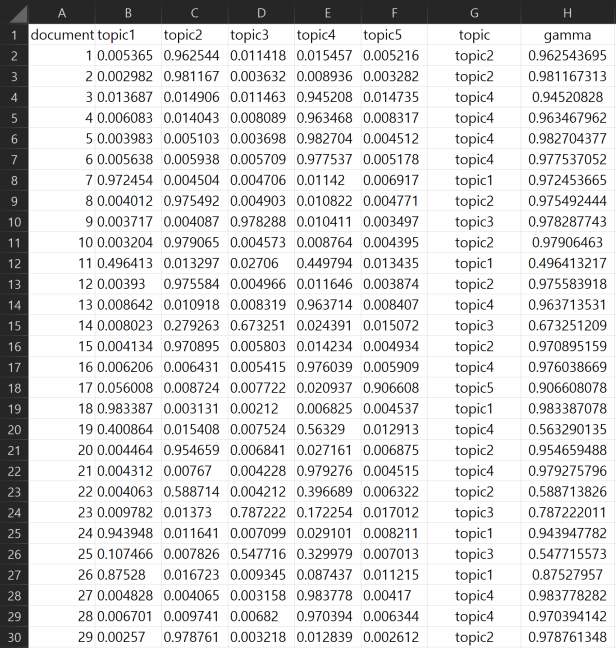 A B C D E F G H
1 document topic1 topic2 topic3 topic4 topic5 topic gamma
2 1 0.005365 0.962544 0.011418 0.015457 0.005216 topic2 0.962543695
3 2 0.002982 0.981167 0.003632 0.008936 0.003282 topic2 0.981167313
4 3 0.013687 0.014906 0.011463 0.945208 0.014735 topic4 0.94520828
5 4 0.006083 0.014043 0.008089 0.963468 0.008317 topic4 0.963467962
6 5 0.003983 0.005103 0.003698 0.982704 0.004512 topic4 0.982704377
7 6 0.005638 0.005938 0.005709 0.977537 0.005178 topic4 0.977537052
8 7 0.972454 0.004504 0.004706 0.01142 0.006917 topic1 0.972453665
9 8 0.004012 0.975492 0.004903 0.010822 0.004771 topic2 0.975492444
10 9 0.003717 0.004087 0.978288 0.010411 0.003497 topic3 0.978287743
11 10 0.003204 0.979065 0.004573 0.008764 0.004395 topic2 0.97906463
12 11 0.496413 0.013297 0.02706 0.449794 0.013435 topic1 0.496413217
13 12 0.00393 0.975584 0.004966 0.011646 0.003874 topic2 0.975583918
14 13 0.008642 0.010918 0.008319 0.963714 0.008407 topic4 0.963713531
15 14 0.008023 0.279263 0.673251 0.024391 0.015072 topic3 0.673251209
16 15 0.004134 0.970895 0.005803 0.014234 0.004934 topic2 0.970895159
17 16 0.006206 0.006431 0.005415 0.976039 0.005909 topic4 0.976038669
18 17 0.056008 0.008724 0.007722 0.020937 0.906608 topic5 0.906608078
19 18 0.983387 0.003131 0.00212 0.006825 0.004537 topic1 0.983387078
20 19 0.400864 0.015408 0.007524 0.56329 0.012913 topic4 0.563290135
21 20 0.004464 0.954659 0.006841 0.027161 0.006875 topic2 0.954659488
22 21 0.004312 0.00767 0.004228 0.979276 0.004515 topic4 0.979275796
23 22 0.004063 0.588714 0.004212 0.396689 0.006322 topic2 0.588713826
24 23 0.009782 0.01373 0.787222 0.172254 0.017012 topic3 0.787222011
25 24 0.943948 0.011641 0.007099 0.029101 0.008211 topic1 0.943947782
26 25 0.107466 0.007826 0.547716 0.329979 0.007013 topic3 0.547715573
27 26 0.87528 0.016723 0.009345 0.087437 0.011215 topic1 0.87527957
28 27 0.004828 0.004065 0.003158 0.983778 0.00417 topic4 0.983778282
29 28 0.006701 0.009741 0.00682 0.970394 0.006344 topic4 0.970394142
30 29 0.00257 0.978761 0.003218 0.012839 0.002612 topic2 0.978761348